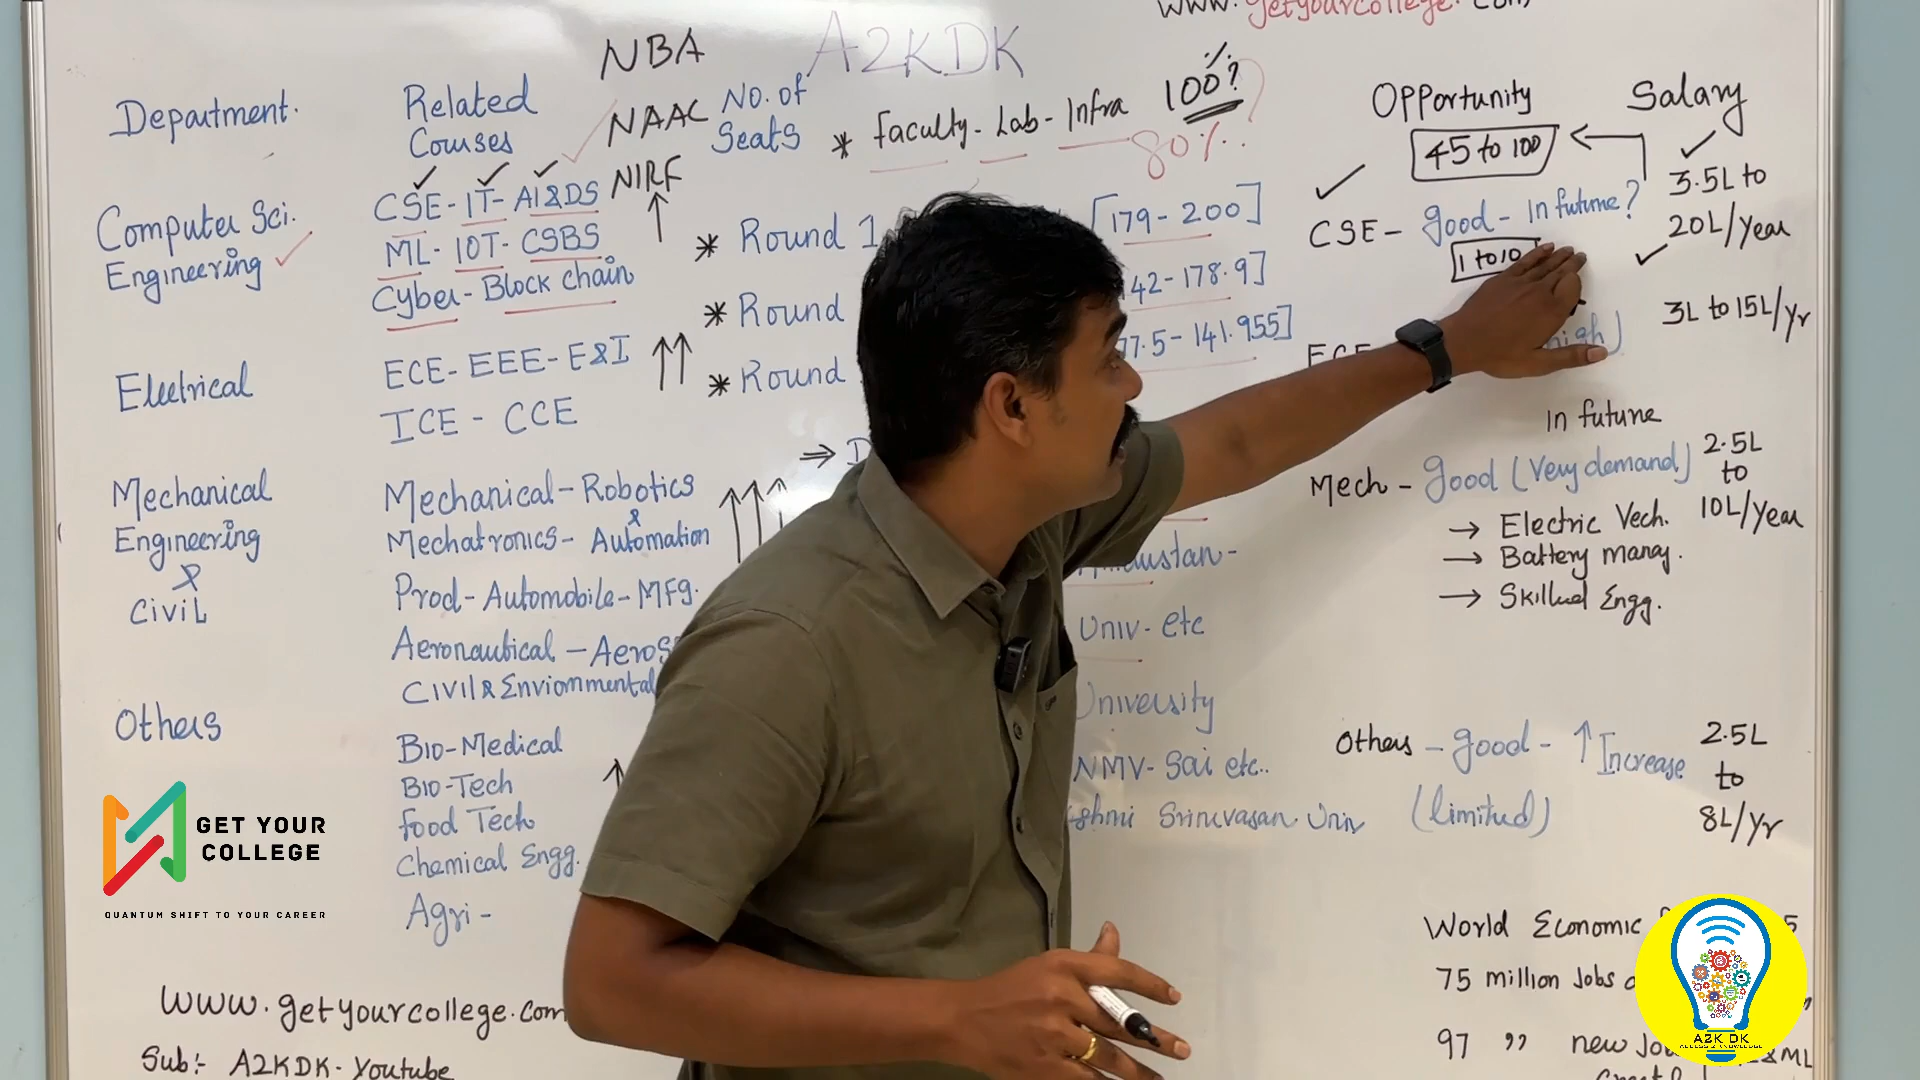 www.getyourcollege.com
NBA
A2KDK
Department.
Related
Courses
NAAC
NIRF
No. of
Seats
* Faculty - Lab - Infra 100%?
80%..?
Opportunity
45 to 100
Salary
Computer Sci.
Engineering
CSE - IT - AI&DS
ML - IOT - CSBS
Cyber - Block chain
* Round 1 [179 - 200]
* Round 42 - 178.9]
* Round 77.5 - 141.955]
CSE - good - in future?
1 to 10
3.5L to
20L/year
ECE high)
in future
3L to 15L/yr
Electrical
ECE - EEE - E&I
ICE - CCE
⇒ D
Mechanical
Engineering
&
Civil
Mechanical - Robotics
&
Mechatronics - Automation
Prod - Automobile - MFg.
Aeronautical - Aeros
Civil & Environmental
ustan -
Univ - etc
University
NMV - Sai etc..
shmi Srinivasan Univ
Mech - good (very demand)
→ Electric Vech.
→ Battery manag.
→ Skilled Engg.
2.5L
to
10L/year
Others
Bio-Medical
Bio-Tech
Food Tech
Chemical Engg.
Agri -
Others - good - ↑ Increase
(limited)
2.5L
to
8L/yr
GET YOUR
COLLEGE
QUANTUM SHIFT TO YOUR CAREER
www.getyourcollege.com
Sub:- A2KDK - Youtube
World Economic 5
75 million Jobs
97 " new Jo &ML
A2K DK